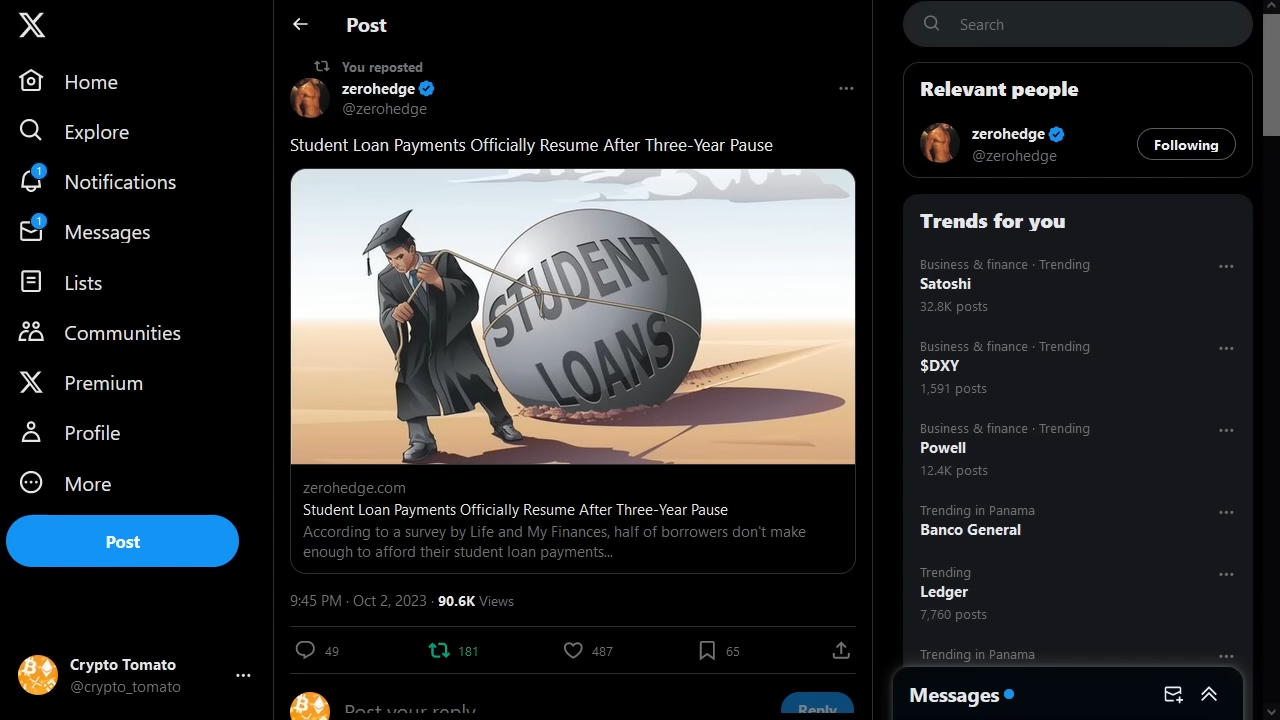 Home
Explore
1
Notifications
1
Messages
Lists
Communities
Premium
Profile
More
Post
Crypto Tomato
@crypto_tomato
Post
You reposted
zerohedge
@zerohedge
Student Loan Payments Officially Resume After Three-Year Pause
STUDENT
LOANS
zerohedge.com
Student Loan Payments Officially Resume After Three-Year Pause
According to a survey by Life and My Finances, half of borrowers don't make
enough to afford their student loan payments...
9:45 PM · Oct 2, 2023 · 90.6K Views
49 181 487 65
Post your reply
Reply
Search
Relevant people
zerohedge
@zerohedge
Following
Trends for you
Business & finance · Trending
Satoshi
32.8K posts
Business & finance · Trending
$DXY
1,591 posts
Business & finance · Trending
Powell
12.4K posts
Trending in Panama
Banco General
Trending
Ledger
7,760 posts
Trending in Panama
Messages